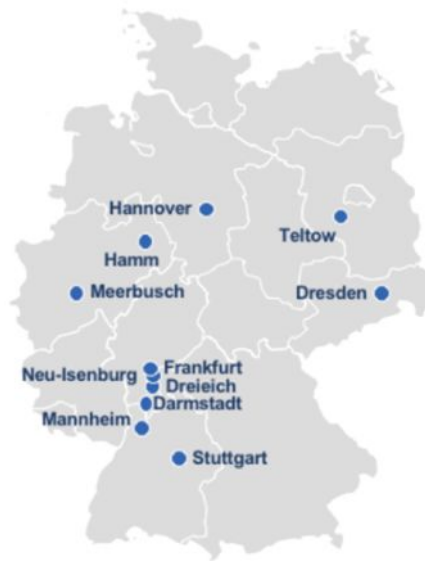 Hannover
Teltow
Hamm
Meerbusch
Dresden
Frankfurt
Neu-Isenburg
Dreieich
Darmstadt
Mannheim
Stuttgart